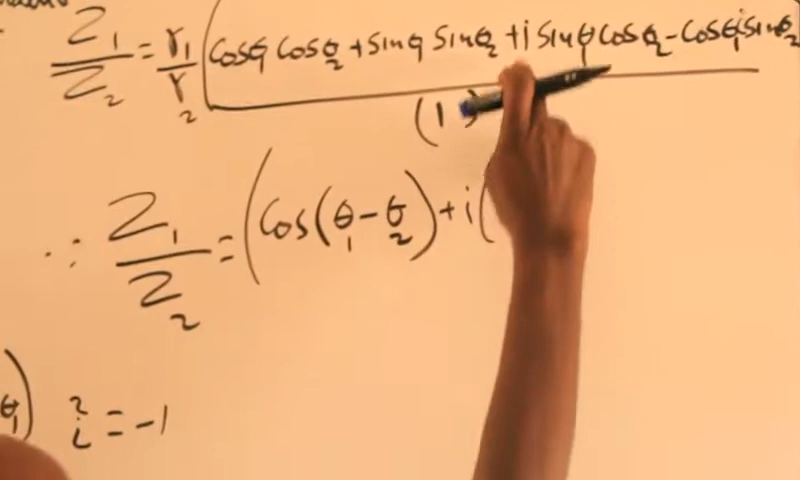 Z₁/Z₂ = r₁/r₂ (cosθ₁ cosθ₂ + sinθ₁ sinθ₂ + i sinθ₁ cosθ₂ - cosθ₁ i sinθ₂
(1)
∴ Z₁/Z₂ = (cos(θ₁ - θ₂) + i(
θ₁) i² = -1